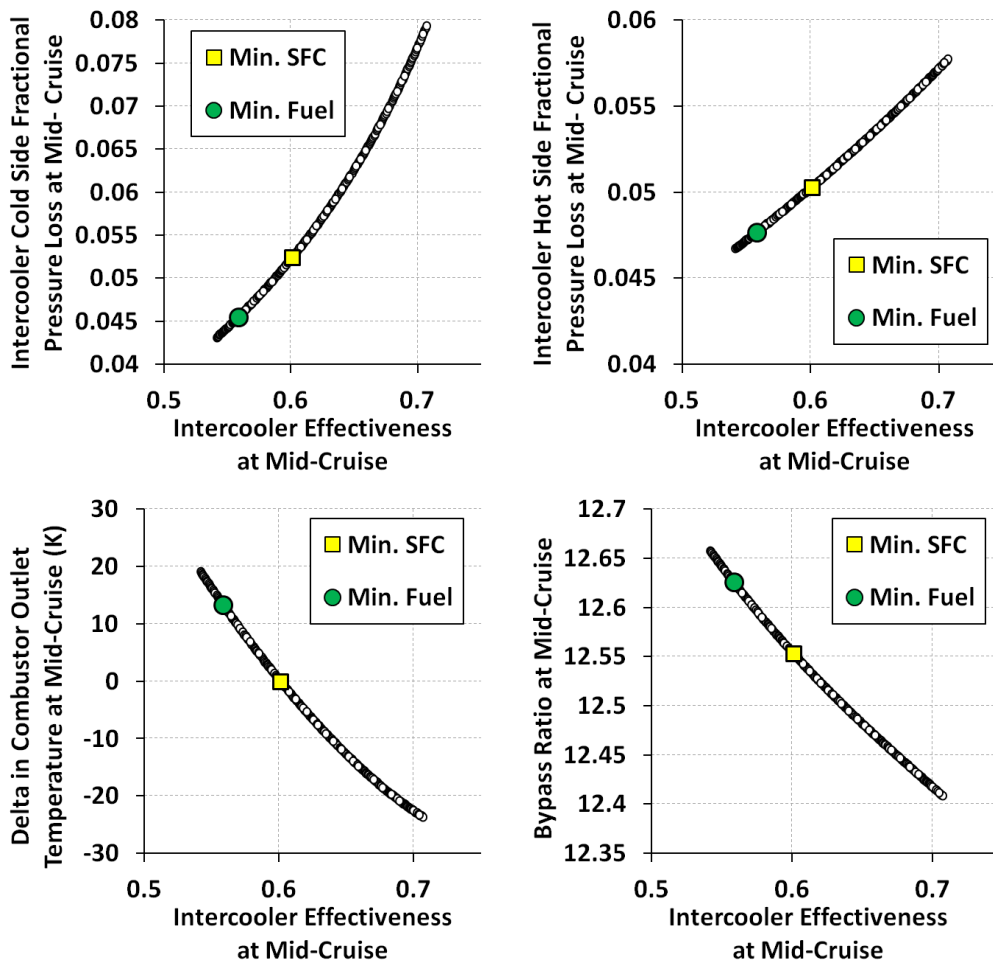 Intercooler Cold Side Fractional
Pressure Loss at Mid- Cruise
0.08
0.075
0.07
0.065
0.06
0.055
0.05
0.045
0.04
Min. SFC
Min. Fuel
0.5
0.6
0.7
Intercooler Effectiveness
at Mid-Cruise
Intercooler Hot Side Fractional
Pressure Loss at Mid- Cruise
0.06
0.055
0.05
0.045
0.04
Min. SFC
Min. Fuel
0.5
0.6
0.7
Intercooler Effectiveness
at Mid-Cruise
Delta in Combustor Outlet
Temperature at Mid-Cruise (K)
30
20
10
0
-10
-20
-30
Min. SFC
Min. Fuel
0.5
0.6
0.7
Intercooler Effectiveness
at Mid-Cruise
Bypass Ratio at Mid-Cruise
12.7
12.65
12.6
12.55
12.5
12.45
12.4
12.35
Min. SFC
Min. Fuel
0.5
0.6
0.7
Intercooler Effectiveness
at Mid-Cruise